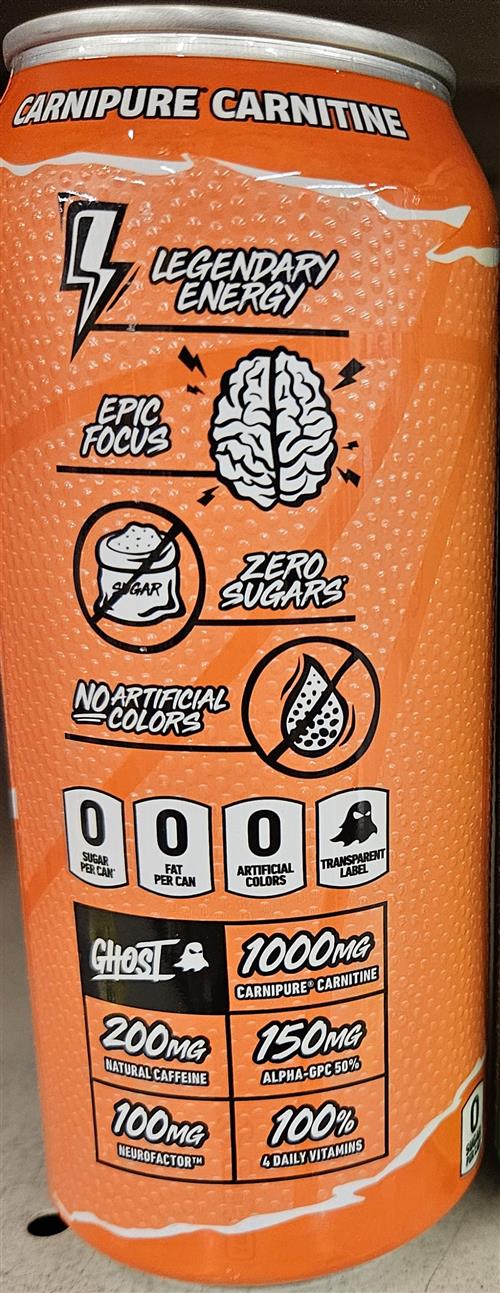 CARNIPURE® CARNITINE
LEGENDARY
ENERGY
EPIC
FOCUS
SUGAR
ZERO
SUGARS*
NO ARTIFICIAL
COLORS
0
SUGAR
PER CAN*
0
FAT
PER CAN
0
ARTIFICIAL
COLORS
TRANSPARENT
LABEL
GHOST
1000MG
CARNIPURE® CARNITINE
200MG
NATURAL CAFFEINE
150MG
ALPHA-GPC 50%
100MG
NEUROFACTOR™
100%
4 DAILY VITAMINS
0